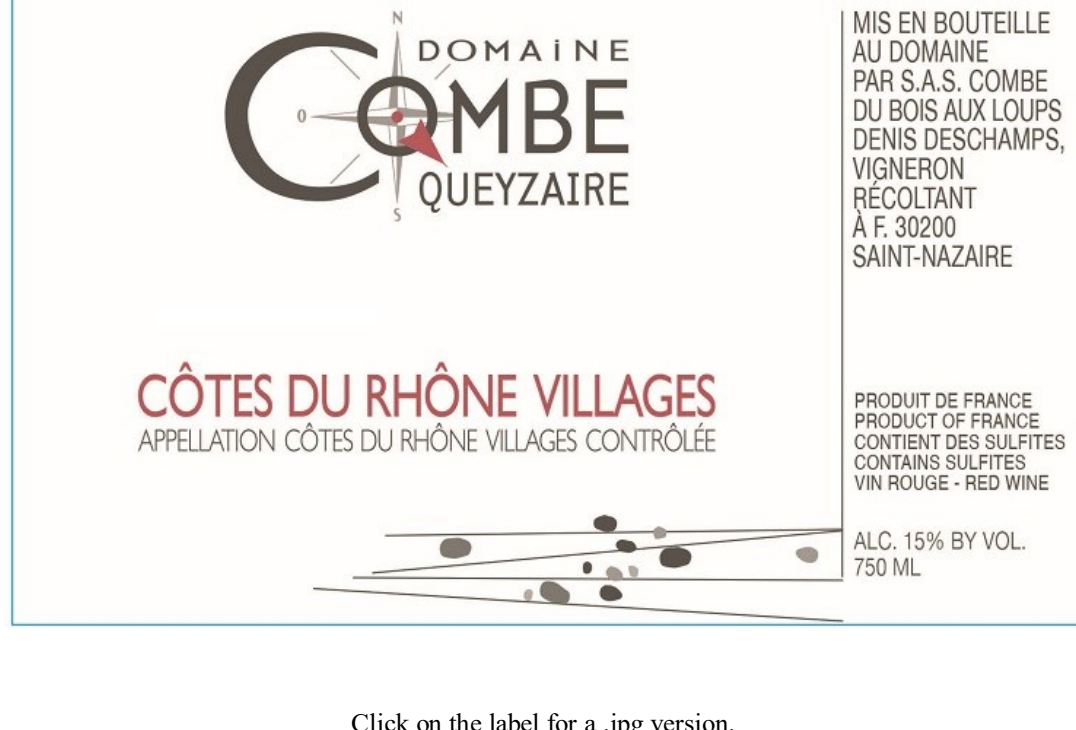 N
DOMAiNE
COMBE
O
QUEYZAIRE
S
CÔTES DU RHÔNE VILLAGES
APPELLATION CÔTES DU RHÔNE VILLAGES CONTRÔLÉE
MIS EN BOUTEILLE
AU DOMAINE
PAR S.A.S. COMBE
DU BOIS AUX LOUPS
DENIS DESCHAMPS,
VIGNERON
RÉCOLTANT
À F. 30200
SAINT-NAZAIRE
PRODUIT DE FRANCE
PRODUCT OF FRANCE
CONTIENT DES SULFITES
CONTAINS SULFITES
VIN ROUGE - RED WINE
ALC. 15% BY VOL.
750 ML
Click on the label for a .jpg version.